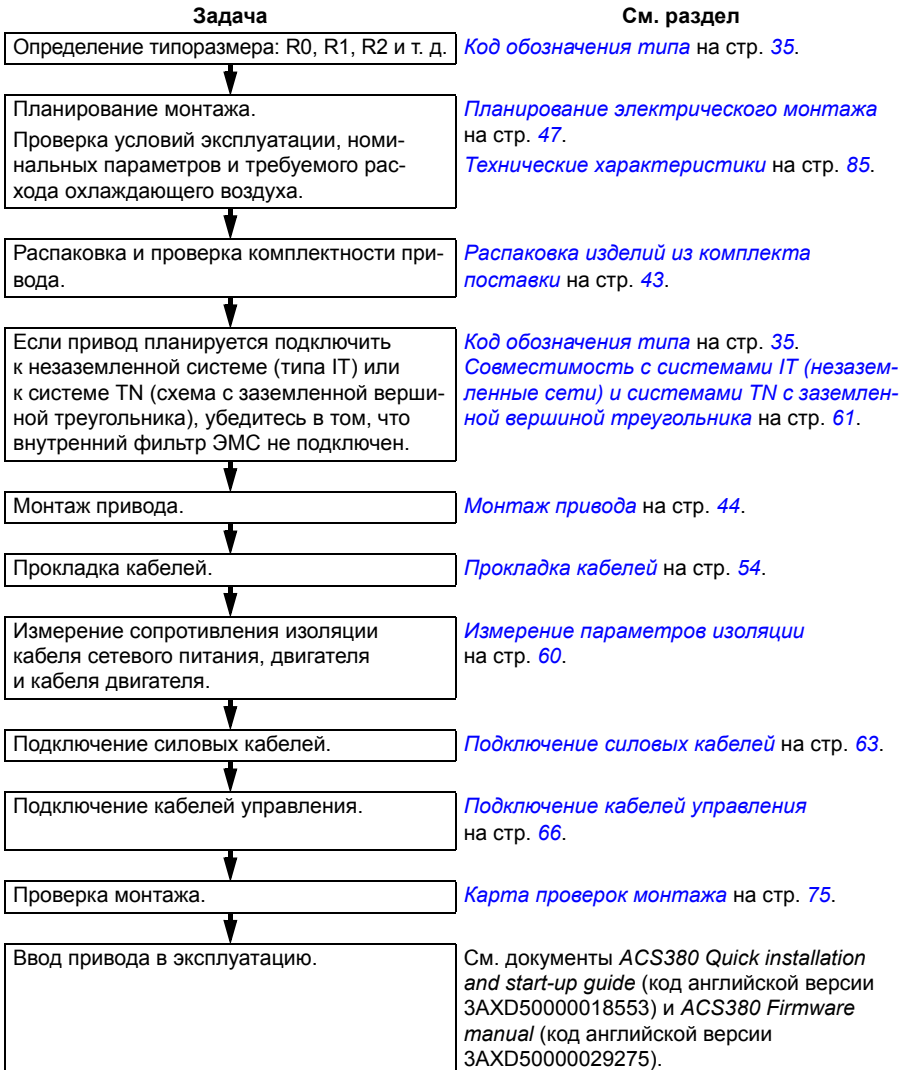 Задача
См. раздел
Определение типоразмера: R0, R1, R2 и т. д.
Код обозначения типа на стр. 35.
Планирование монтажа.
Проверка условий эксплуатации, номи-
нальных параметров и требуемого рас-
хода охлаждающего воздуха.
Планирование электрического монтажа
на стр. 47.
Технические характеристики на стр. 85.
Распаковка и проверка комплектности при-
вода.
Распаковка изделий из комплекта
поставки на стр. 43.
Если привод планируется подключить
к незаземленной системе (типа IT) или
к системе TN (схема с заземленной верши-
ной треугольника), убедитесь в том, что
внутренний фильтр ЭМС не подключен.
Код обозначения типа на стр. 35.
Совместимость с системами IT (незазем-
ленные сети) и системами TN с заземлен-
ной вершиной треугольника на стр. 61.
Монтаж привода.
Монтаж привода на стр. 44.
Прокладка кабелей.
Прокладка кабелей на стр. 54.
Измерение сопротивления изоляции
кабеля сетевого питания, двигателя
и кабеля двигателя.
Измерение параметров изоляции
на стр. 60.
Подключение силовых кабелей.
Подключение силовых кабелей на стр. 63.
Подключение кабелей управления.
Подключение кабелей управления
на стр. 66.
Проверка монтажа.
Карта проверок монтажа на стр. 75.
Ввод привода в эксплуатацию.
См. документы ACS380 Quick installation
and start-up guide (код английской версии
3AXD50000018553) и ACS380 Firmware
manual (код английской версии
3AXD50000029275).